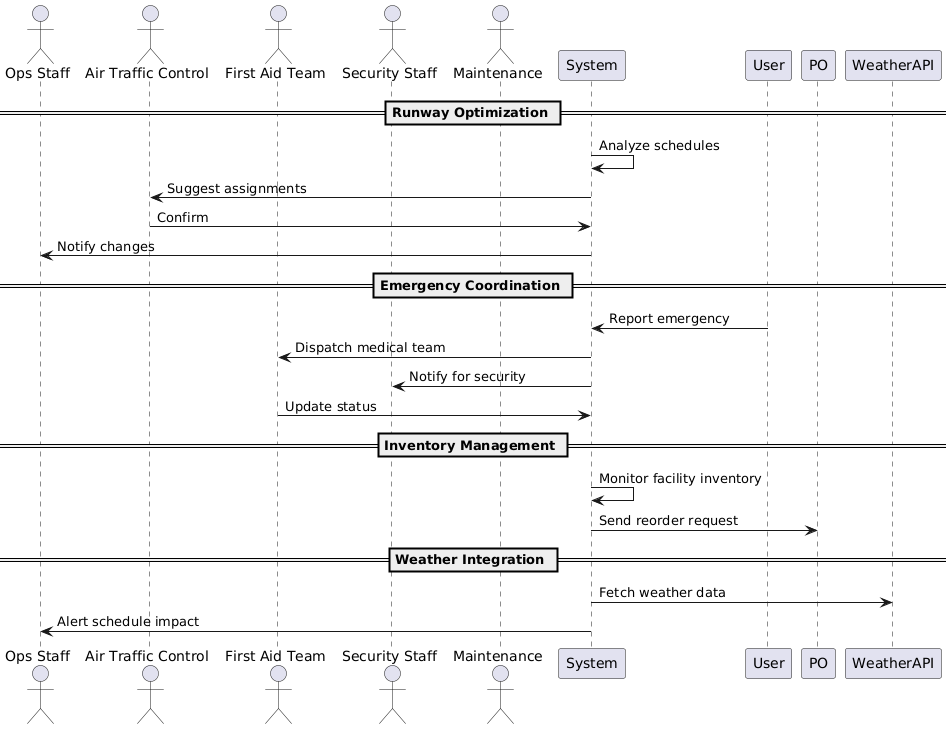 Ops Staff Air Traffic Control First Aid Team Security Staff Maintenance System User PO WeatherAPI
Runway Optimization
Analyze schedules
Suggest assignments
Confirm
Notify changes
Emergency Coordination
Report emergency
Dispatch medical team
Notify for security
Update status
Inventory Management
Monitor facility inventory
Send reorder request
Weather Integration
Fetch weather data
Alert schedule impact
Ops Staff Air Traffic Control First Aid Team Security Staff Maintenance System User PO WeatherAPI